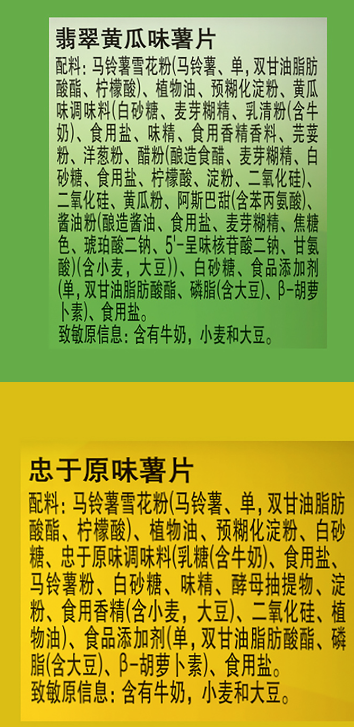 翡翠黄瓜味薯片
配料：马铃薯雪花粉(马铃薯、单,双甘油脂肪
酸酯、柠檬酸)、植物油、预糊化淀粉、黄瓜
味调味料(白砂糖、麦芽糊精、乳清粉(含牛
奶)、食用盐、味精、食用香精香料、芫荽
粉、洋葱粉、醋粉(酿造食醋、麦芽糊精、白
砂糖、食用盐、柠檬酸、淀粉、二氧化硅)、
二氧化硅、黄瓜粉、阿斯巴甜(含苯丙氨酸)、
酱油粉(酿造酱油、食用盐、麦芽糊精、焦糖
色、琥珀酸二钠、5'-呈味核苷酸二钠、甘氨
酸)(含小麦，大豆))、白砂糖、食品添加剂
(单,双甘油脂肪酸酯、磷脂(含大豆)、β-胡萝
卜素)、食用盐。
致敏原信息：含有牛奶，小麦和大豆。
忠于原味薯片
配料：马铃薯雪花粉(马铃薯、单,双甘油脂肪
酸酯、柠檬酸)、植物油、预糊化淀粉、白砂
糖、忠于原味调味料(乳糖(含牛奶)、食用盐、
马铃薯粉、白砂糖、味精、酵母抽提物、淀
粉、食用香精(含小麦，大豆)、二氧化硅、植
物油)、食品添加剂(单,双甘油脂肪酸酯、磷
脂(含大豆)、β-胡萝卜素)、食用盐。
致敏原信息：含有牛奶，小麦和大豆。